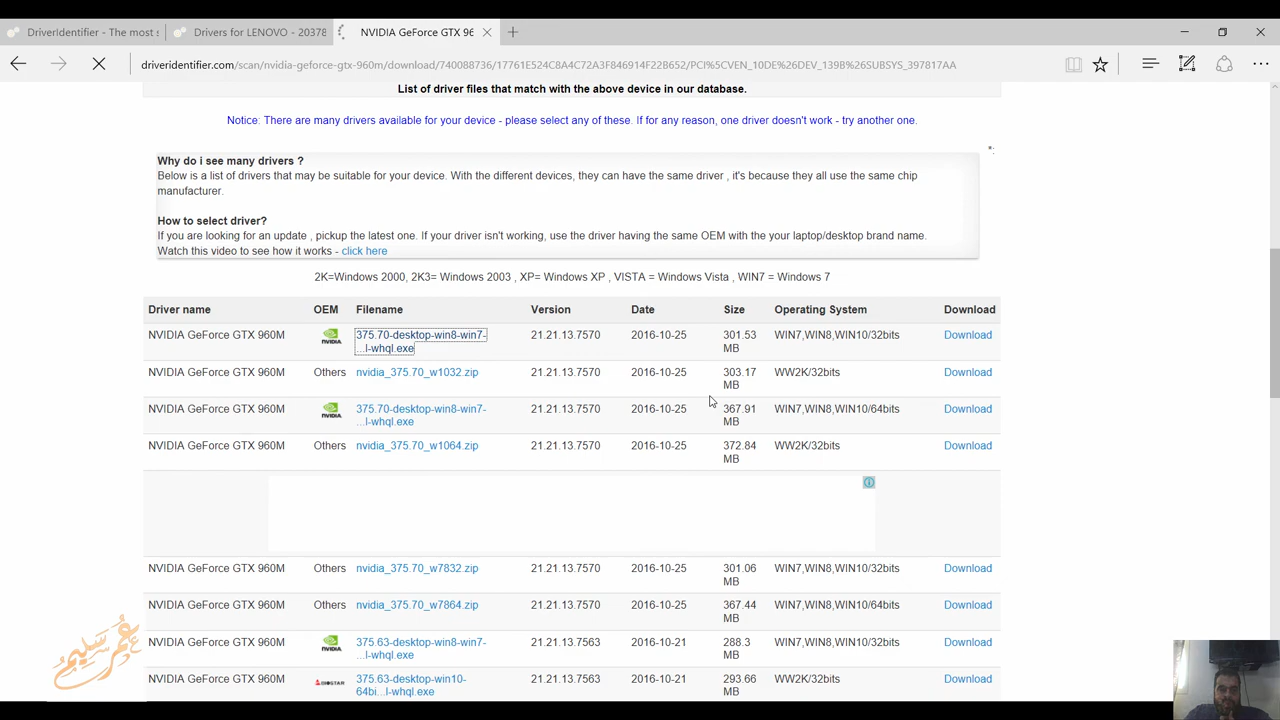 DriverIdentifier - The most s
Drivers for LENOVO - 20378
NVIDIA GeForce GTX 96
driveridentifier.com/scan/nvidia-geforce-gtx-960m/download/740088736/17761E524C8A4C72A3F846914F22B652/PCI%5CVEN_10DE%26DEV_139B%26SUBSYS_397817AA
List of driver files that match with the above device in our database.
Notice: There are many drivers available for your device - please select any of these. If for any reason, one driver doesn't work - try another one.
Why do i see many drivers ?
Below is a list of drivers that may be suitable for your device. With the different devices, they can have the same driver , it's because they all use the same chip
manufacturer.
How to select driver?
If you are looking for an update , pickup the latest one. If your driver isn't working, use the driver having the same OEM with the your laptop/desktop brand name.
Watch this video to see how it works - click here
2K=Windows 2000, 2K3= Windows 2003 , XP= Windows XP , VISTA = Windows Vista , WIN7 = Windows 7
Driver name OEM Filename Version Date Size Operating System Download
NVIDIA GeForce GTX 960M NVIDIA 375.70-desktop-win8-win7- 21.21.13.7570 2016-10-25 301.53 WIN7,WIN8,WIN10/32bits Download
...l-whql.exe MB
NVIDIA GeForce GTX 960M Others nvidia_375.70_w1032.zip 21.21.13.7570 2016-10-25 303.17 WW2K/32bits Download
MB
NVIDIA GeForce GTX 960M NVIDIA 375.70-desktop-win8-win7- 21.21.13.7570 2016-10-25 367.91 WIN7,WIN8,WIN10/64bits Download
...l-whql.exe MB
NVIDIA GeForce GTX 960M Others nvidia_375.70_w1064.zip 21.21.13.7570 2016-10-25 372.84 WW2K/32bits Download
MB
NVIDIA GeForce GTX 960M Others nvidia_375.70_w7832.zip 21.21.13.7570 2016-10-25 301.06 WIN7,WIN8,WIN10/32bits Download
MB
NVIDIA GeForce GTX 960M Others nvidia_375.70_w7864.zip 21.21.13.7570 2016-10-25 367.44 WIN7,WIN8,WIN10/64bits Download
MB
NVIDIA GeForce GTX 960M NVIDIA 375.63-desktop-win8-win7- 21.21.13.7563 2016-10-21 288.3 WIN7,WIN8,WIN10/32bits Download
...l-whql.exe MB
NVIDIA GeForce GTX 960M BIOSTAR 375.63-desktop-win10- 21.21.13.7563 2016-10-21 293.66 WW2K/32bits Download
64bi...l-whql.exe MB
عمر سليم